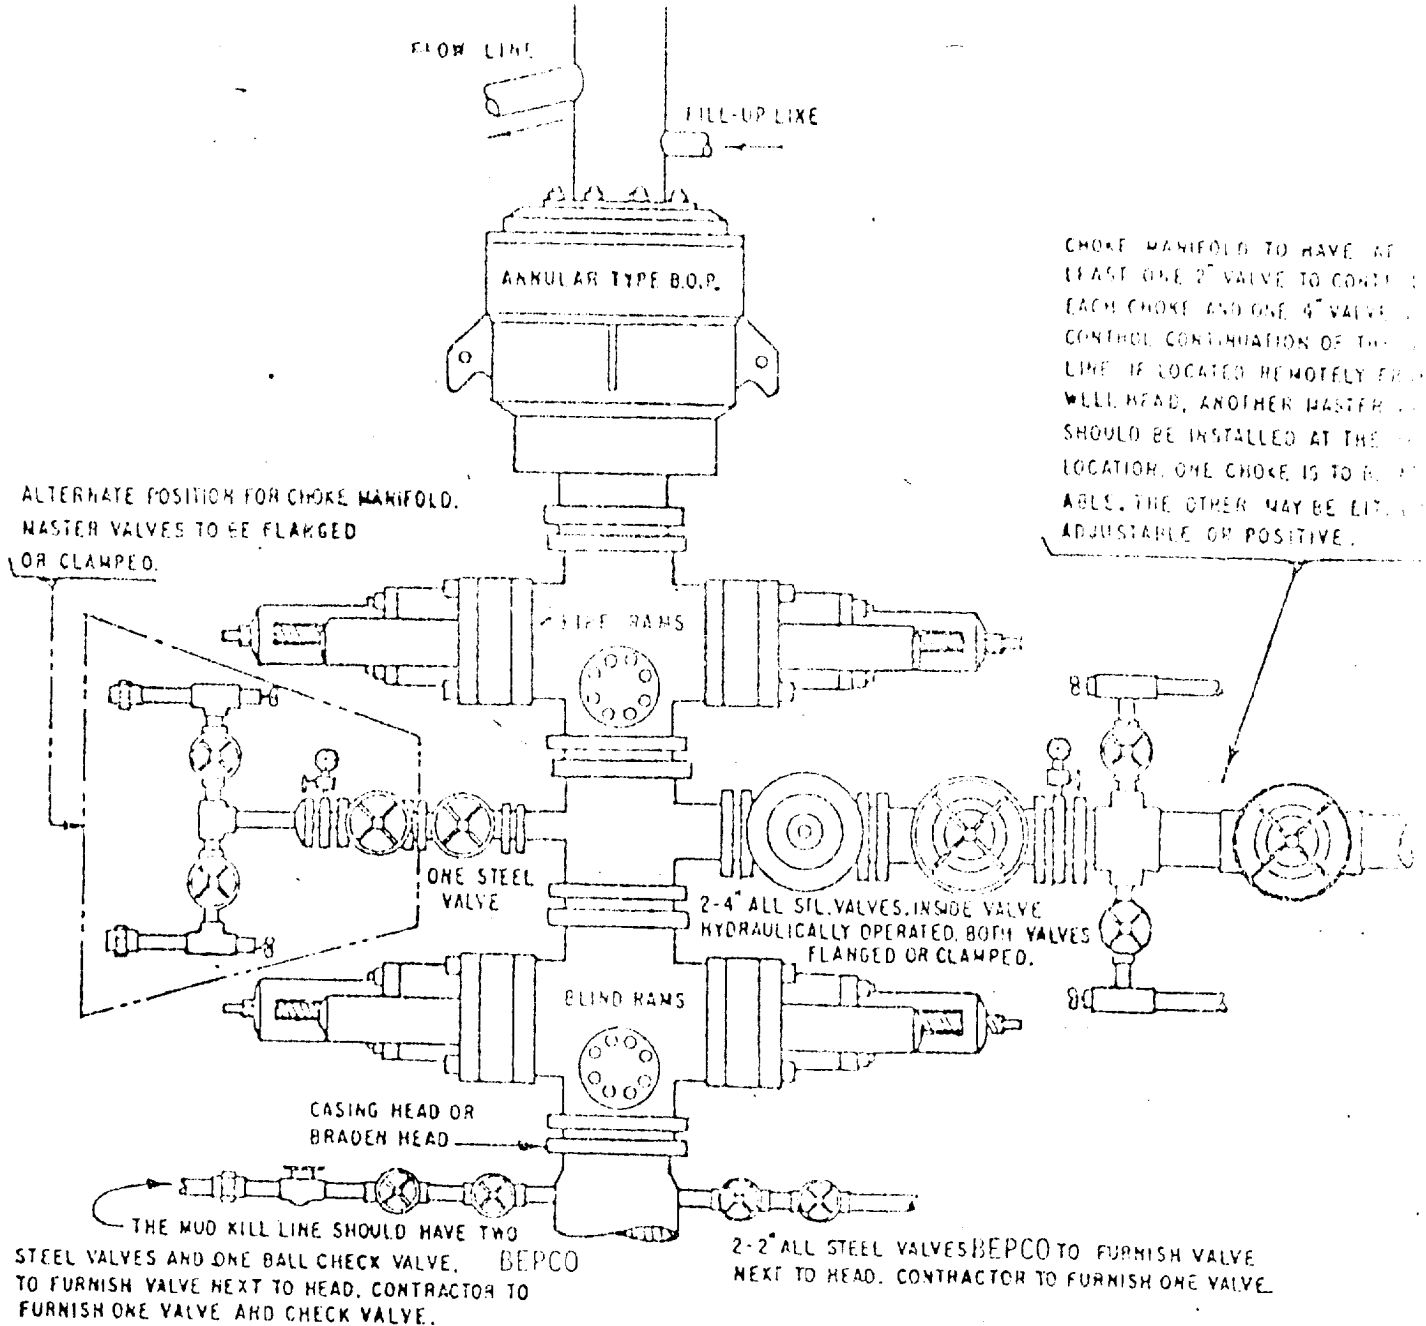 FLOW LINE
FILL-UP LINE
ANNULAR TYPE B.O.P.
CHOKE MANIFOLD TO HAVE AT
LEAST ONE 2" VALVE TO
EACH CHOKE AND ONE 4" VALVE
CONTROL CONTINUATION OF
LINE IF LOCATED REMOTELY
WELL HEAD, ANOTHER MASTER
SHOULD BE INSTALLED AT THE
LOCATION. ONE CHOKE IS TO
ABLE. THE OTHER MAY BE
ADJUSTABLE OR POSITIVE.
ALTERNATE POSITION FOR CHOKE MANIFOLD.
MASTER VALVES TO BE FLANGED
OR CLAMPED.
PIPE RAMS
ONE STEEL
VALVE
2-4" ALL STL. VALVES. INSIDE VALVE
HYDRAULICALLY OPERATED. BOTH VALVES
FLANGED OR CLAMPED.
BLIND RAMS
CASING HEAD OR
BRADEN HEAD
THE MUD KILL LINE SHOULD HAVE TWO
STEEL VALVES AND ONE BALL CHECK VALVE. BEPCO
TO FURNISH VALVE NEXT TO HEAD. CONTRACTOR TO
FURNISH ONE VALVE AND CHECK VALVE.
2-2" ALL STEEL VALVES BEPCO TO FURNISH VALVE
NEXT TO HEAD. CONTRACTOR TO FURNISH ONE VALVE